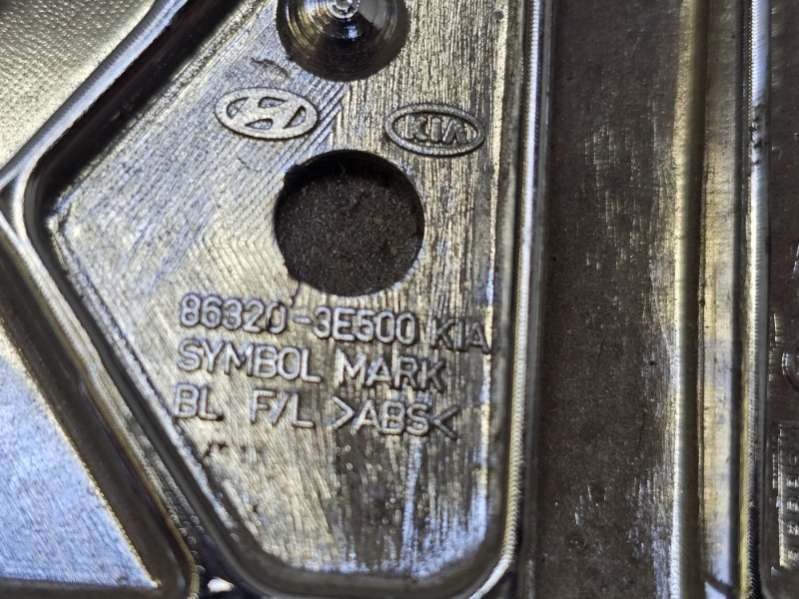 KIA
86320-3E500 KIA
SYMBOL MARK
BL F/L >ABS<